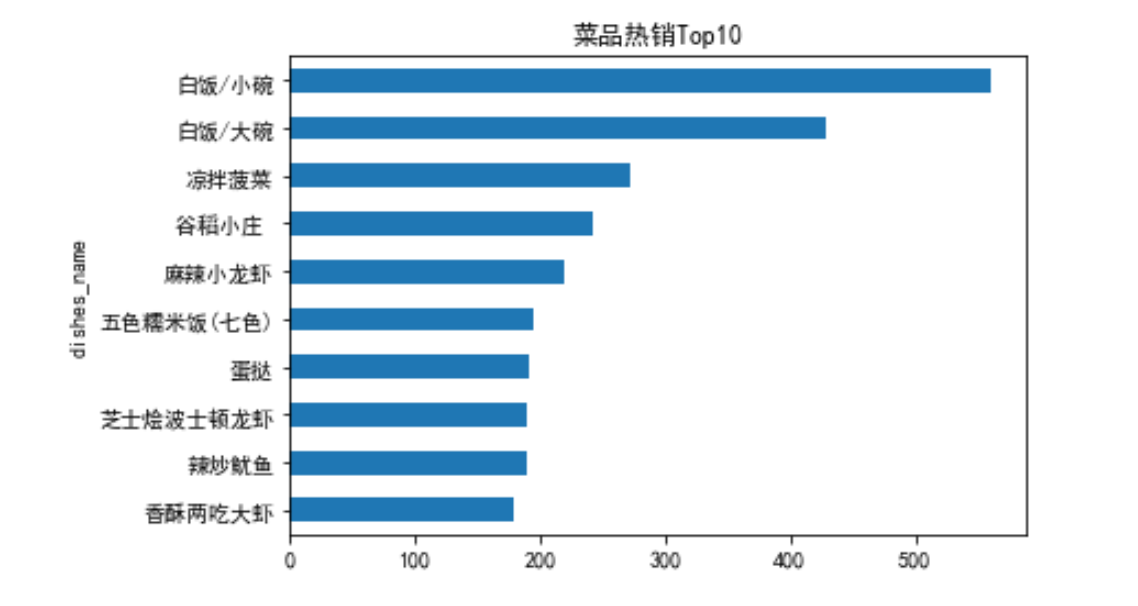 菜品热销Top10
白饭/小碗
白饭/大碗
凉拌菠菜
谷稻小庄
麻辣小龙虾
dishes_name
五色糯米饭(七色)
蛋挞
芝士烩波士顿龙虾
辣炒鱿鱼
香酥两吃大虾
0 100 200 300 400 500